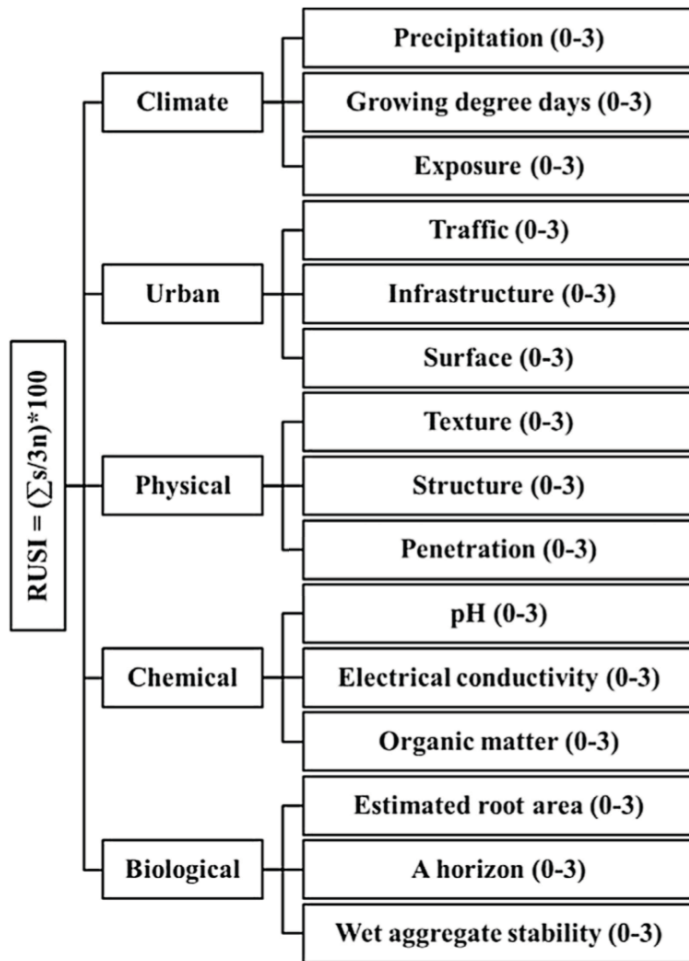 RUSI = (∑s/3n)*100
Climate
Precipitation (0-3)
Growing degree days (0-3)
Exposure (0-3)
Urban
Traffic (0-3)
Infrastructure (0-3)
Surface (0-3)
Physical
Texture (0-3)
Structure (0-3)
Penetration (0-3)
Chemical
pH (0-3)
Electrical conductivity (0-3)
Organic matter (0-3)
Biological
Estimated root area (0-3)
A horizon (0-3)
Wet aggregate stability (0-3)